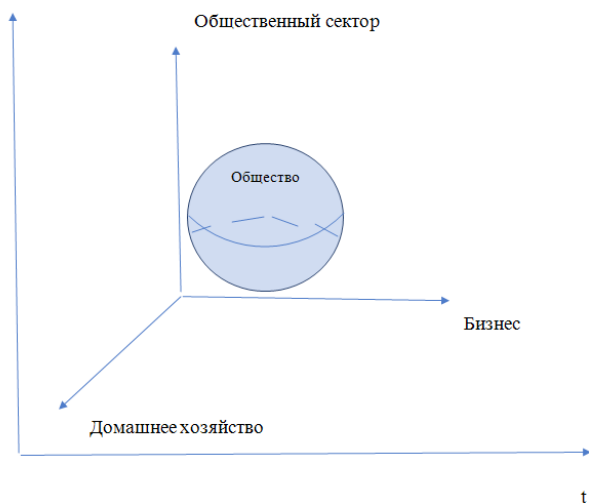 Общественный сектор
Общество
Бизнес
Домашнее хозяйство
t